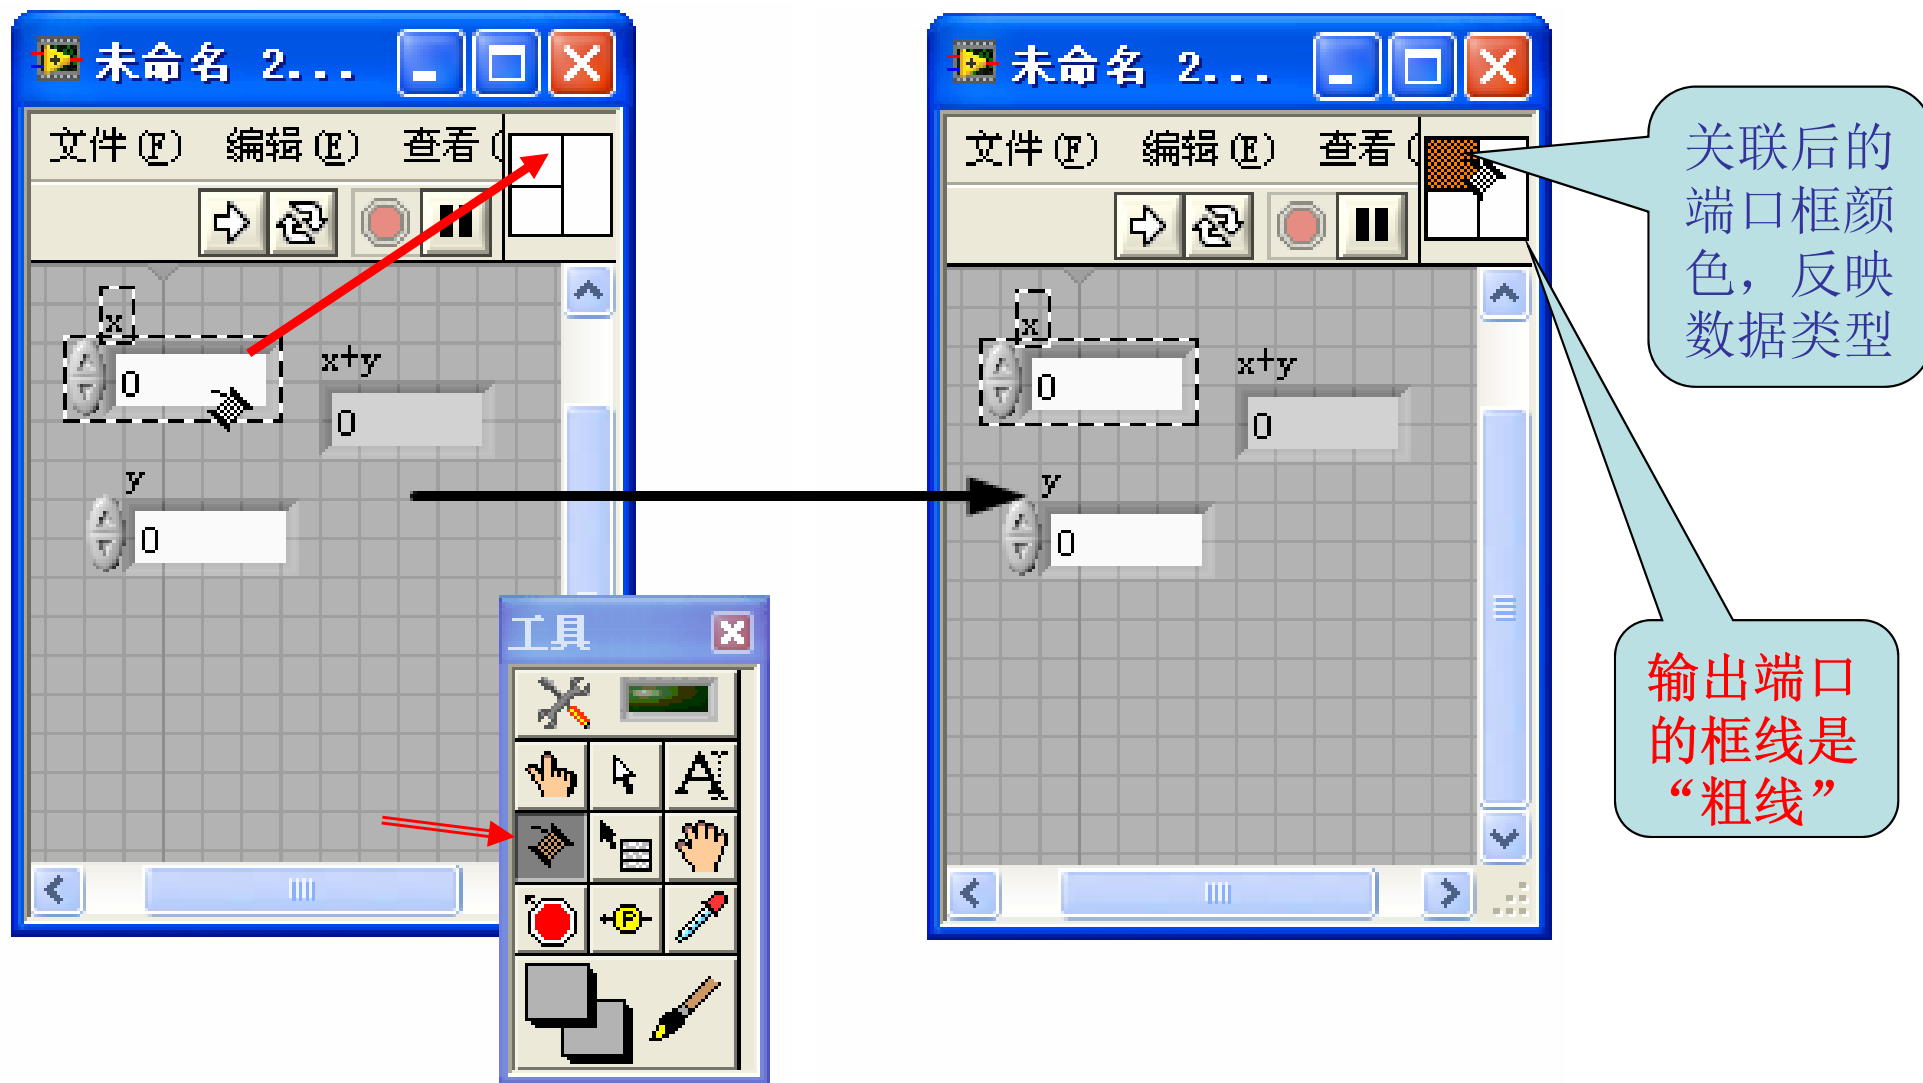 未命名 2...
文件(F) 编辑(E) 查看(
x
0
x+y
0
y
0
工具
A
P
未命名 2...
文件(F) 编辑(E) 查看(
x
0
x+y
0
y
0
关联后的
端口框颜
色，反映
数据类型
输出端口
的框线是
“粗线”